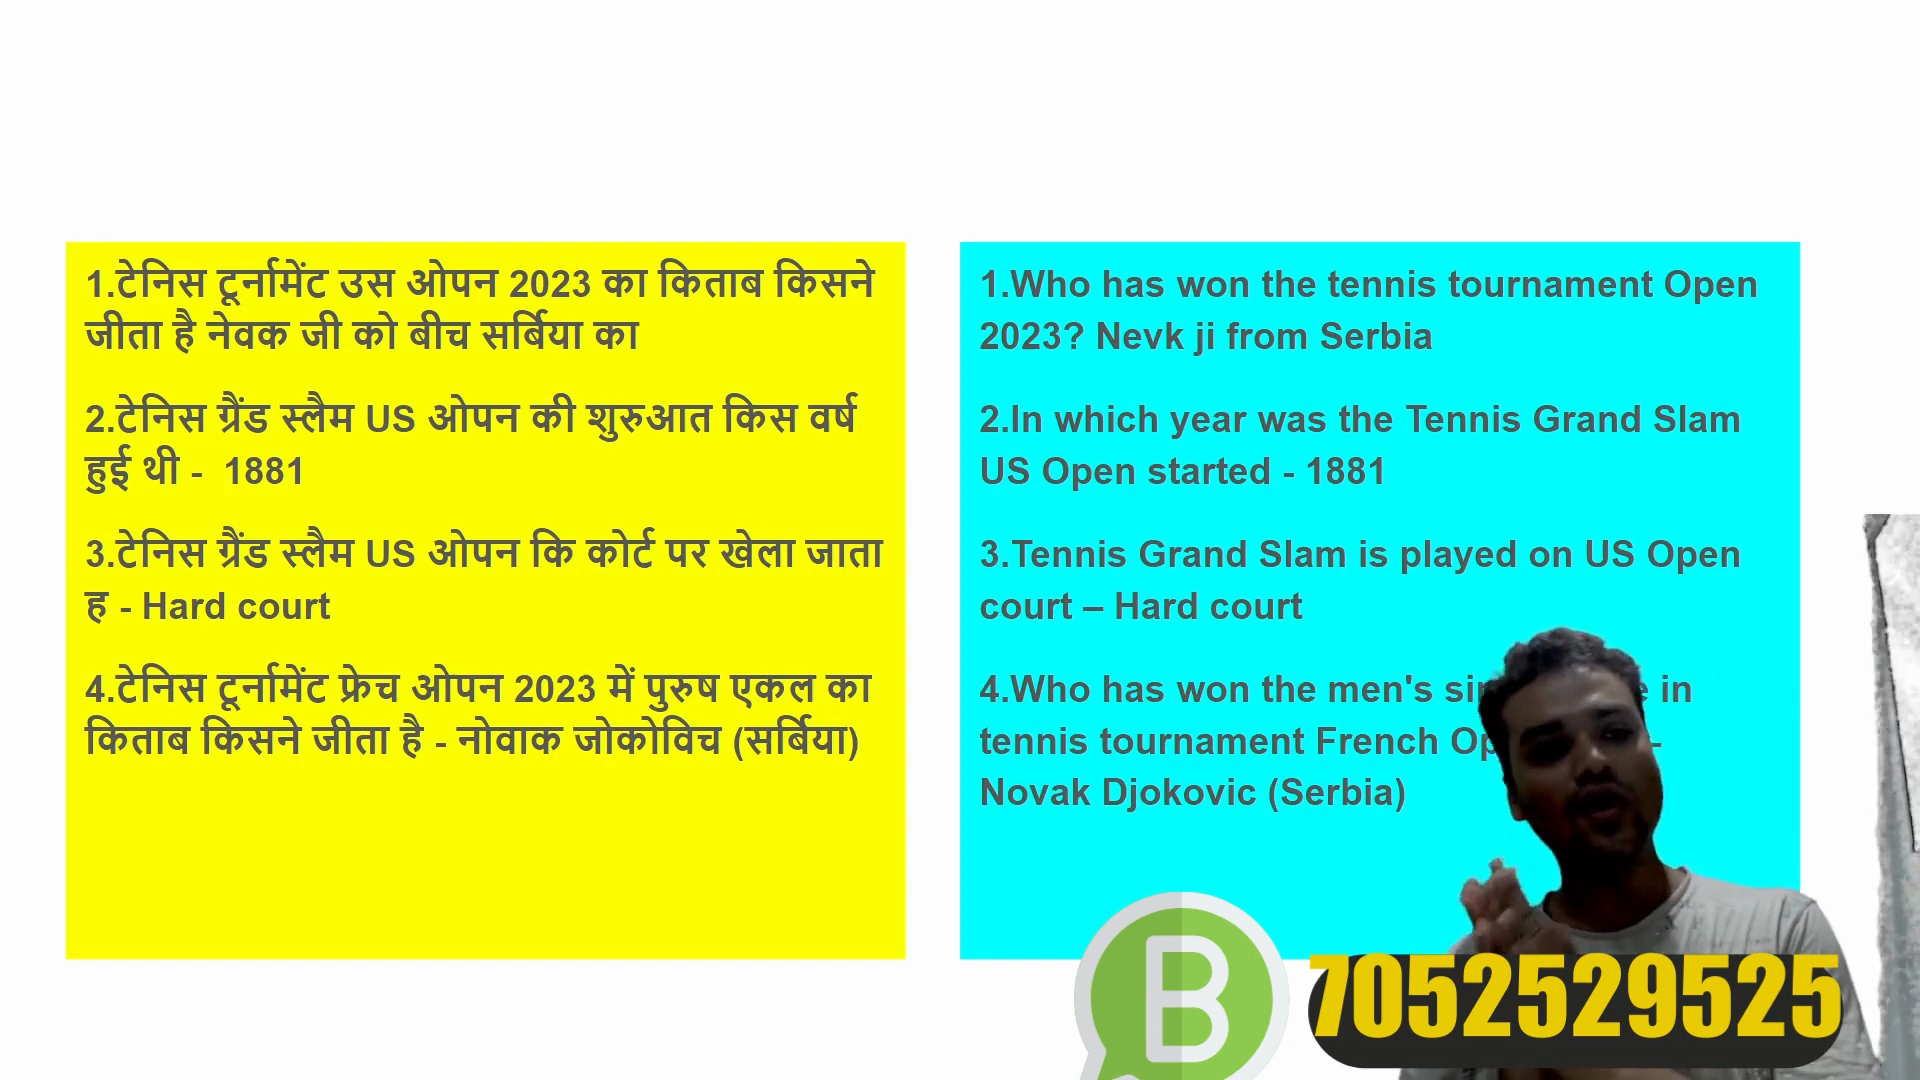 1.टेनिस टूर्नामेंट उस ओपन 2023 का किताब किसने
जीता है नेवक जी को बीच सर्बिया का
2.टेनिस ग्रैंड स्लैम US ओपन की शुरुआत किस वर्ष
हुई थी - 1881
3.टेनिस ग्रैंड स्लैम US ओपन कि कोर्ट पर खेला जाता
ह - Hard court
4.टेनिस टूर्नामेंट फ्रेच ओपन 2023 में पुरुष एकल का
किताब किसने जीता है - नोवाक जोकोविच (सर्बिया)
1.Who has won the tennis tournament Open
2023? Nevk ji from Serbia
2.In which year was the Tennis Grand Slam
US Open started - 1881
3.Tennis Grand Slam is played on US Open
court – Hard court
4.Who has won the men's in
tennis tournament French -
Novak Djokovic (Serbia)
B
7052529525